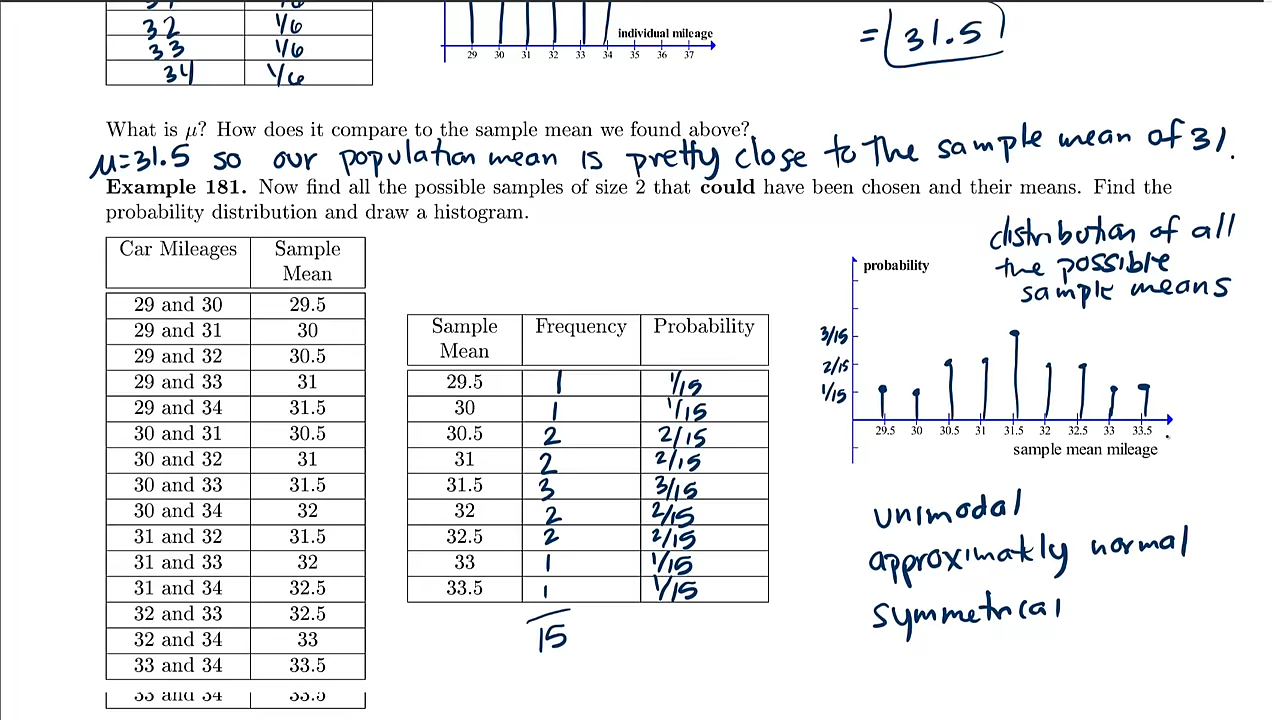 32 1/6
33 1/6
34 1/6
individual mileage
29 30 31 32 33 34 35 36 37
= 31.5
What is μ? How does it compare to the sample mean we found above?
μ=31.5 so our population mean is pretty close to the sample mean of 31.
Example 181. Now find all the possible samples of size 2 that could have been chosen and their means. Find the
probability distribution and draw a histogram.
Car Mileages Sample
Mean
29 and 30 29.5
29 and 31 30
29 and 32 30.5
29 and 33 31
29 and 34 31.5
30 and 31 30.5
30 and 32 31
30 and 33 31.5
30 and 34 32
31 and 32 31.5
31 and 33 32
31 and 34 32.5
32 and 33 32.5
32 and 34 33
33 and 34 33.5
33 and 34 33.5
Sample Frequency Probability
Mean
29.5 1 1/15
30 1 1/15
30.5 2 2/15
31 2 2/15
31.5 3 3/15
32 2 2/15
32.5 2 2/15
33 1 1/15
33.5 1 1/15
15
distribution of all
the possible
sample means
probability
3/15
2/15
1/15
29.5 30 30.5 31 31.5 32 32.5 33 33.5
sample mean mileage
unimodal
approximately normal
symmetrical